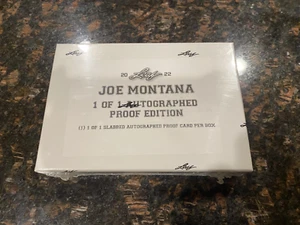 Leaf
2022
JOE MONTANA
1 OF 1 AUTOGRAPHED
PROOF EDITION
(1) 1 OF 1 SLABBED AUTOGRAPHED PROOF CARD PER BOX